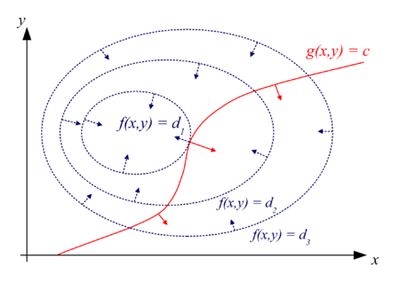 y
g(x,y) = c
f(x,y) = d₁
f(x,y) = d₂
f(x,y) = d₃
x